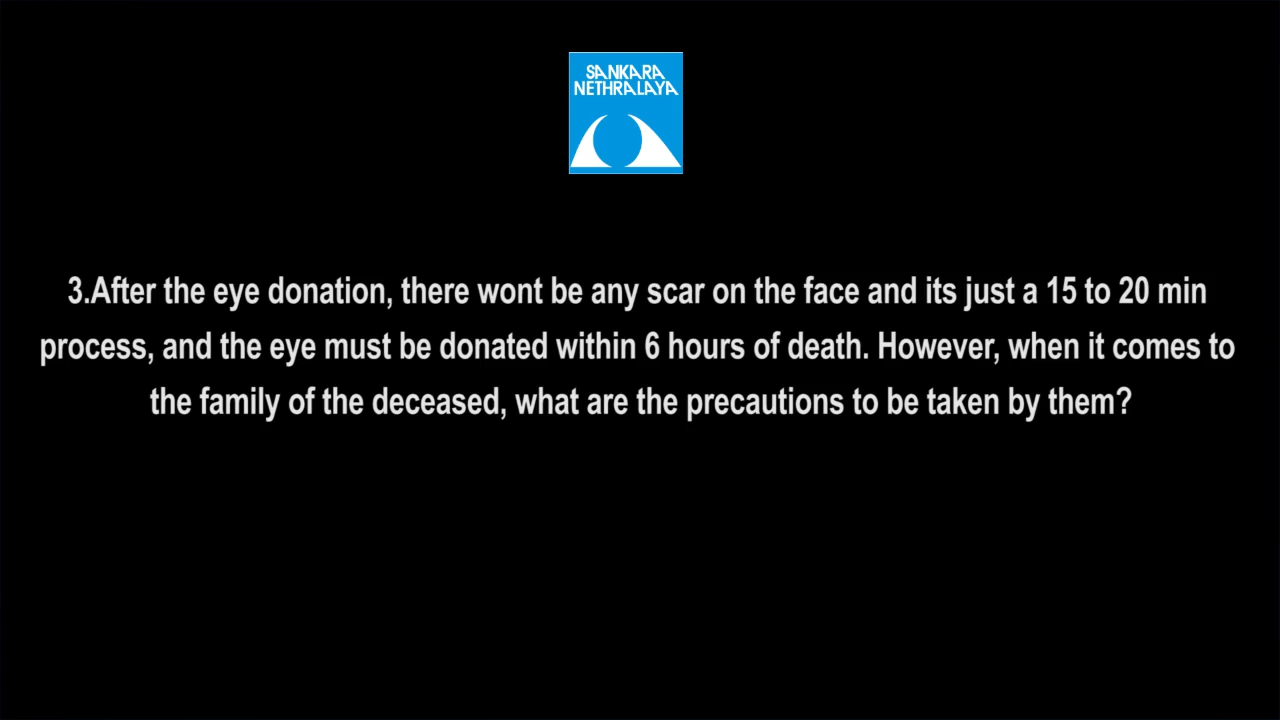 SANKARA
NETHRALAYA
3.After the eye donation, there wont be any scar on the face and its just a 15 to 20 min
process, and the eye must be donated within 6 hours of death. However, when it comes to
the family of the deceased, what are the precautions to be taken by them?